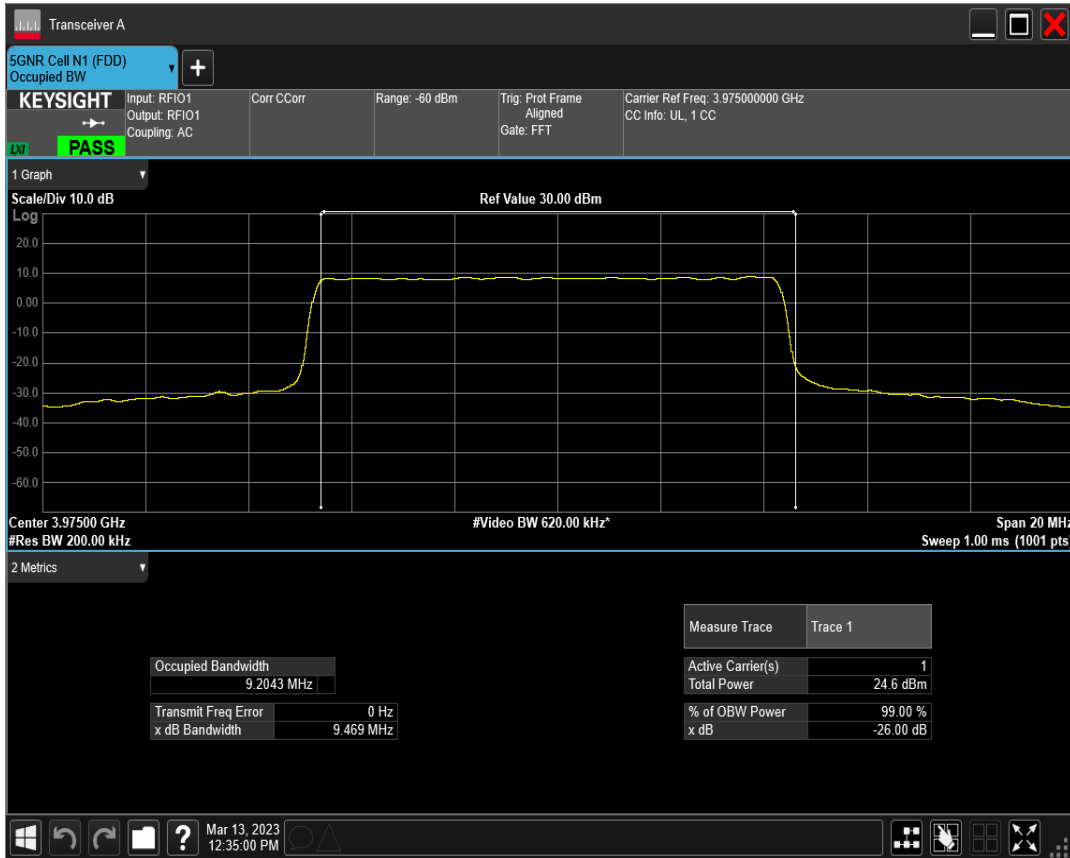 Transceiver A
5GNR Cell N1 (FDD)
Occupied BW
+
KEYSIGHT
LXI
PASS
Input: RFIO1
Output: RFIO1
Coupling: AC
Corr CCorr
Range: -60 dBm
Trig: Prot Frame
Aligned
Gate: FFT
Carrier Ref Freq: 3.975000000 GHz
CC Info: UL, 1 CC
1 Graph
Scale/Div 10.0 dB
Ref Value 30.00 dBm
Log
20.0
10.0
0.00
-10.0
-20.0
-30.0
-40.0
-50.0
-60.0
Center 3.97500 GHz
#Video BW 620.00 kHz*
Span 20 MHz
#Res BW 200.00 kHz
Sweep 1.00 ms (1001 pts)
2 Metrics
Measure Trace Trace 1
Occupied Bandwidth
9.2043 MHz
Active Carrier(s) 1
Total Power 24.6 dBm
Transmit Freq Error 0 Hz
x dB Bandwidth 9.469 MHz
% of OBW Power 99.00 %
x dB -26.00 dB
?
Mar 13, 2023
12:35:00 PM